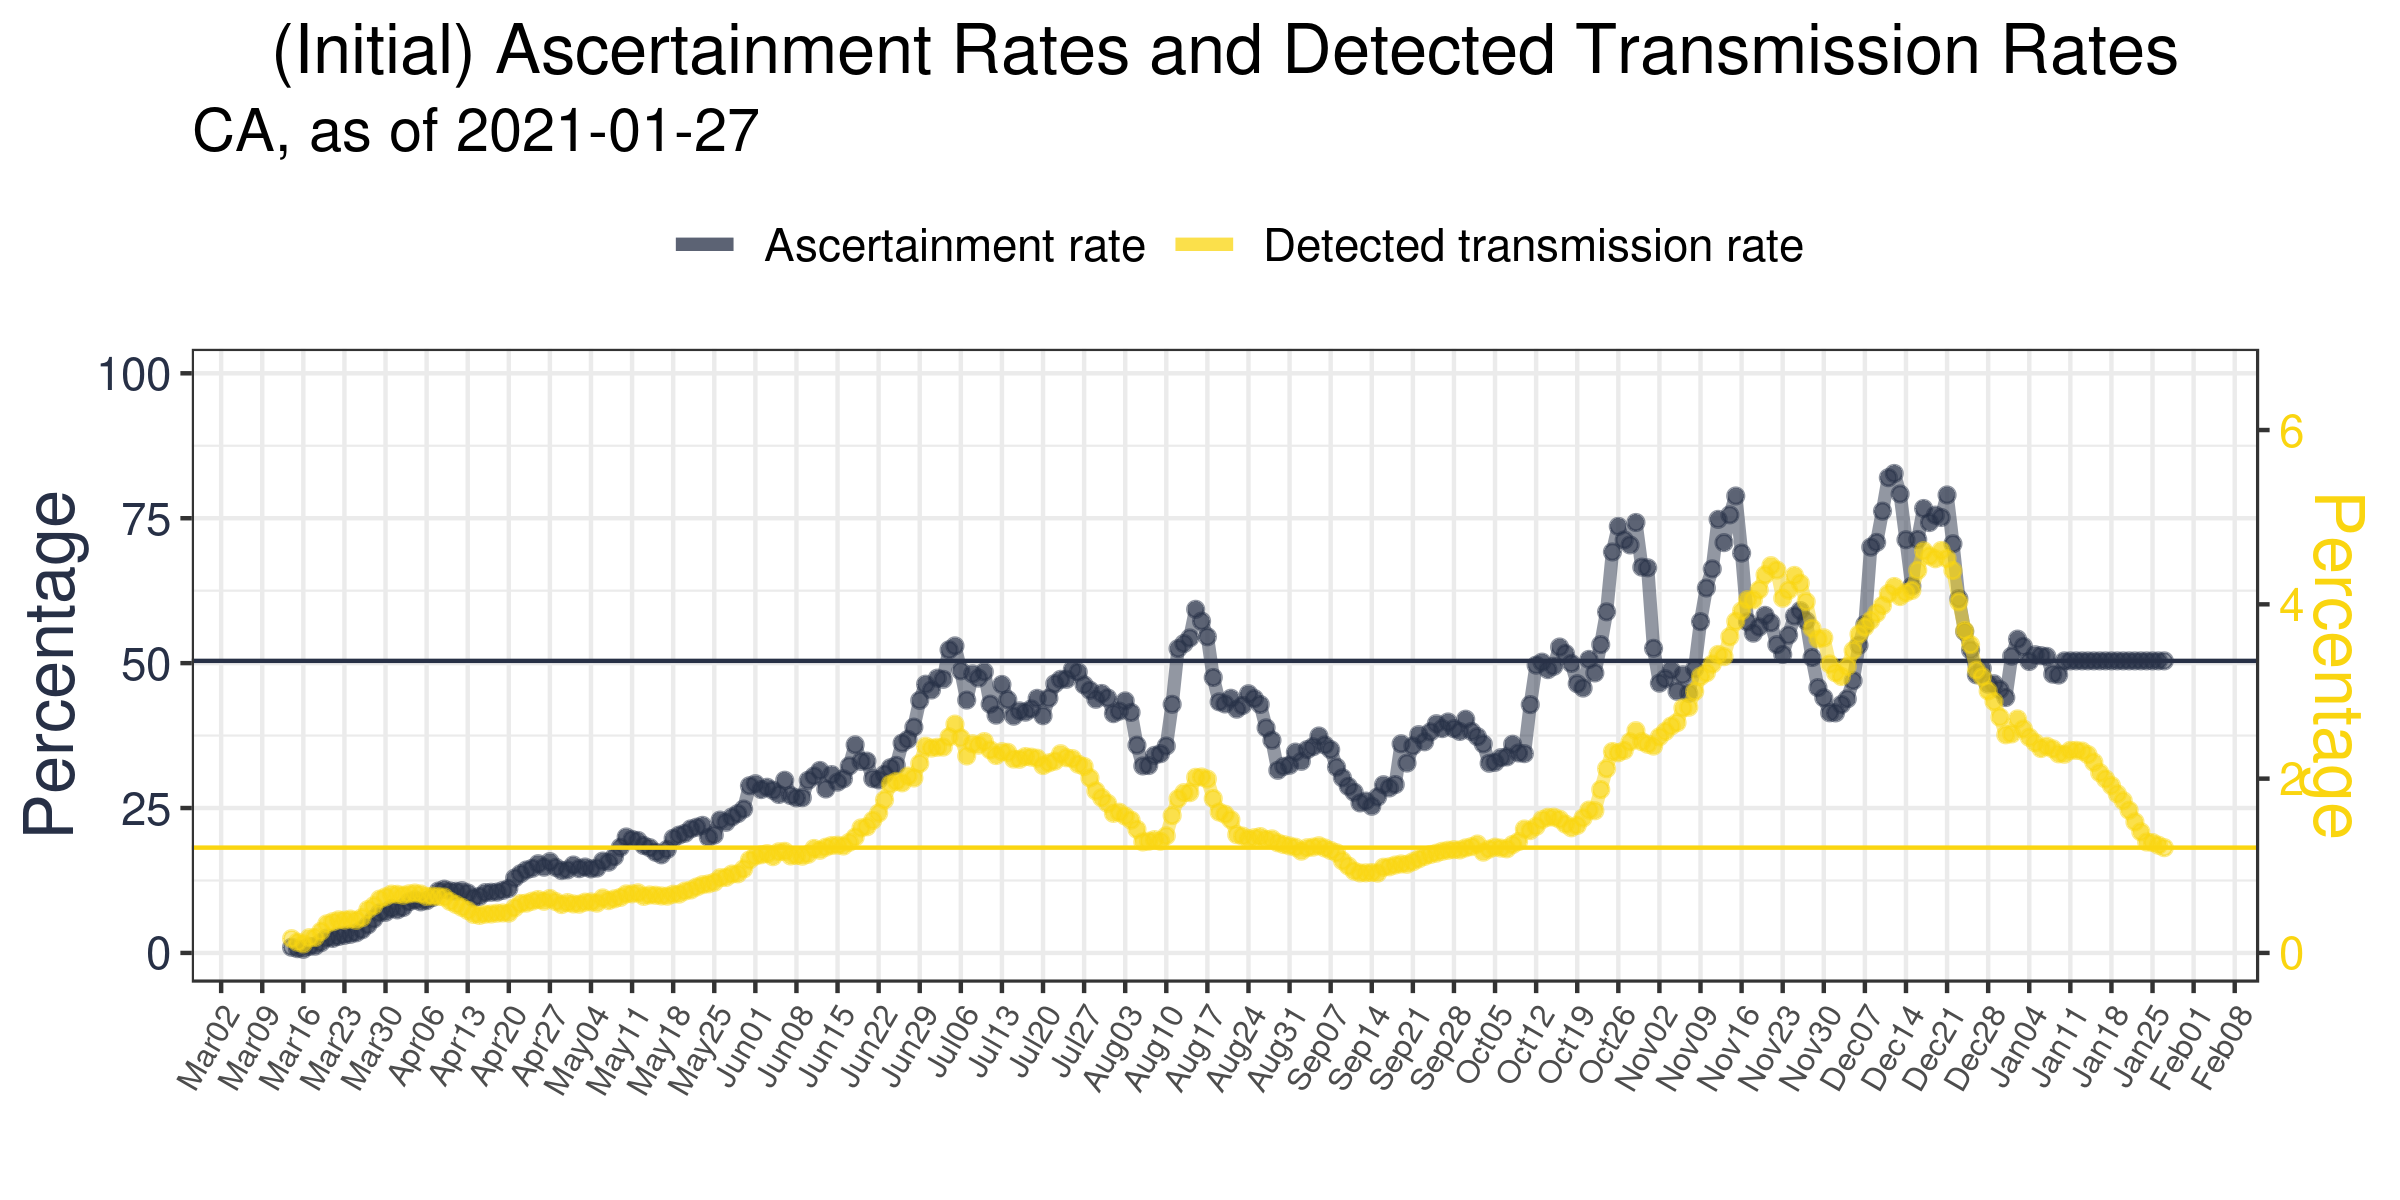 (Initial) Ascertainment Rates and Detected Transmission Rates
CA, as of 2021-01-27
Ascertainment rate
Detected transmission rate
Percentage
100
75
50
25
0
6
4
2
0
Percentage
Mar02
Mar09
Mar16
Mar23
Mar30
Apr06
Apr13
Apr20
Apr27
May04
May11
May18
May25
Jun01
Jun08
Jun15
Jun22
Jun29
Jul06
Jul13
Jul20
Jul27
Aug03
Aug10
Aug17
Aug24
Aug31
Sep07
Sep14
Sep21
Sep28
Oct05
Oct12
Oct19
Oct26
Nov02
Nov09
Nov16
Nov23
Nov30
Dec07
Dec14
Dec21
Dec28
Jan04
Jan11
Jan18
Jan25
Feb01
Feb08